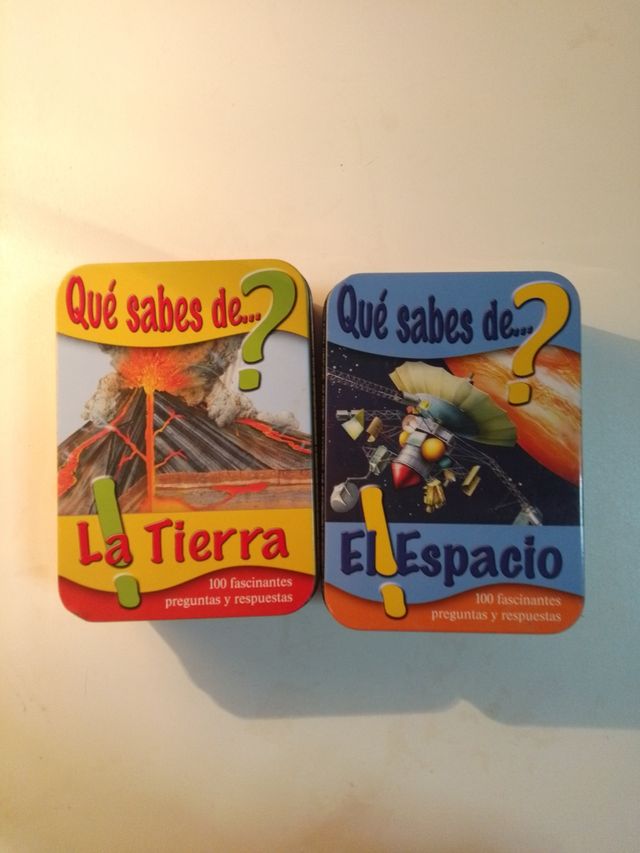 Qué sabes de...?
La Tierra!
100 fascinantes
preguntas y respuestas
Qué sabes de...?
El Espacio!
100 fascinantes
preguntas y respuestas